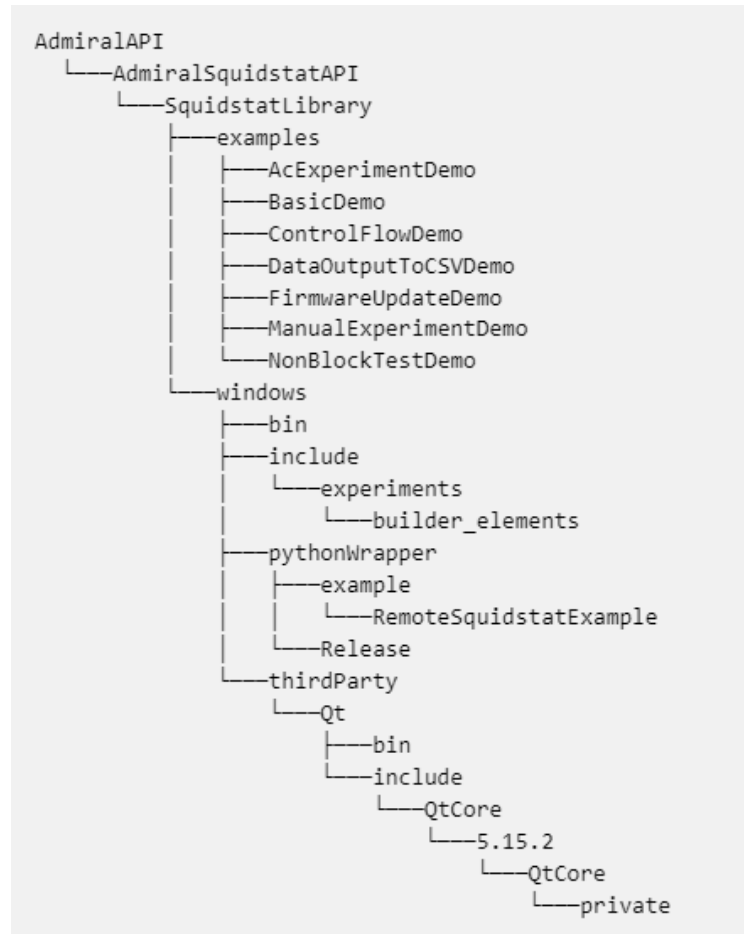 AdmiralAPI
└───AdmiralSquidstatAPI
└───SquidstatLibrary
├───examples
│ ├───AcExperimentDemo
│ ├───BasicDemo
│ ├───ControlFlowDemo
│ ├───DataOutputToCSVDemo
│ ├───FirmwareUpdateDemo
│ ├───ManualExperimentDemo
│ └───NonBlockTestDemo
└───windows
├───bin
├───include
│ └───experiments
│ └───builder_elements
├───pythonWrapper
│ ├───example
│ │ └───RemoteSquidstatExample
│ └───Release
└───thirdParty
└───Qt
├───bin
└───include
└───QtCore
└───5.15.2
└───QtCore
└───private